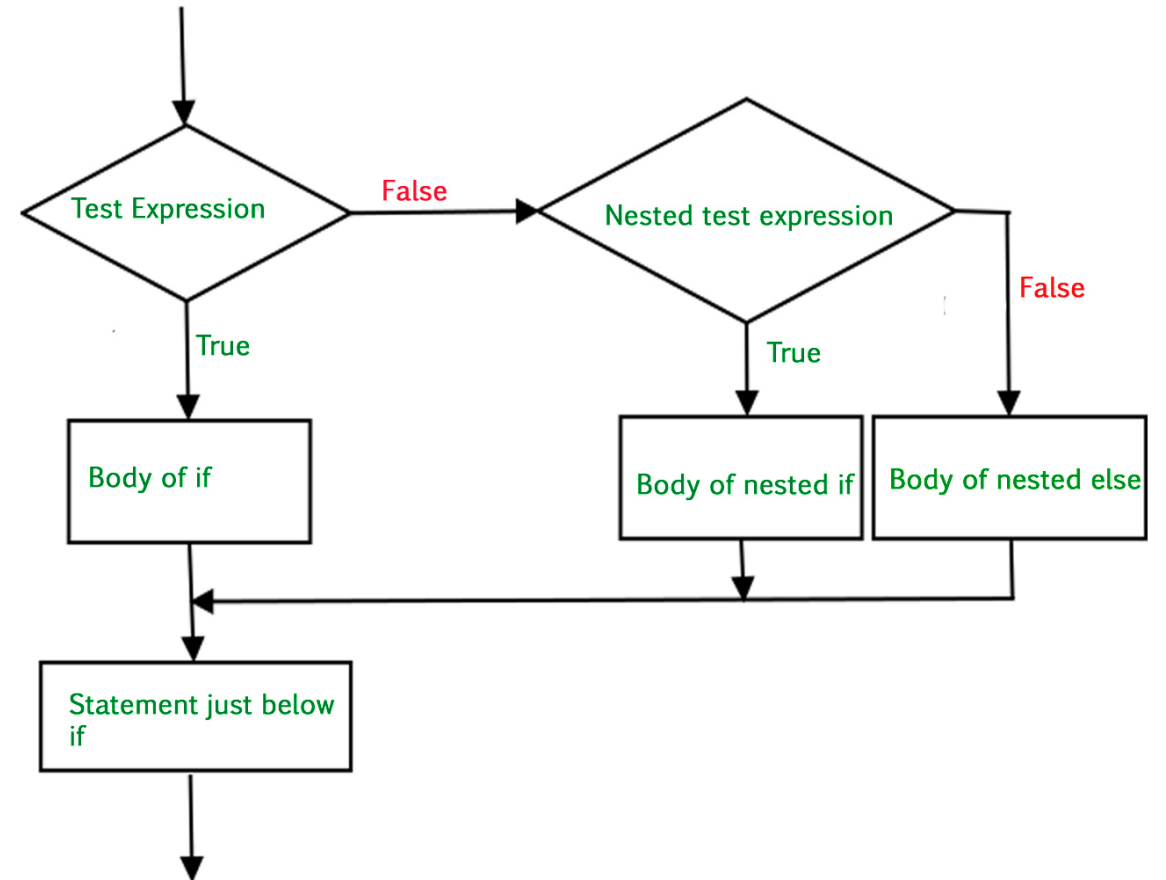 False
Test Expression
Nested test expression
False
True
True
Body of if
Body of nested if
Body of nested else
Statement just below
if